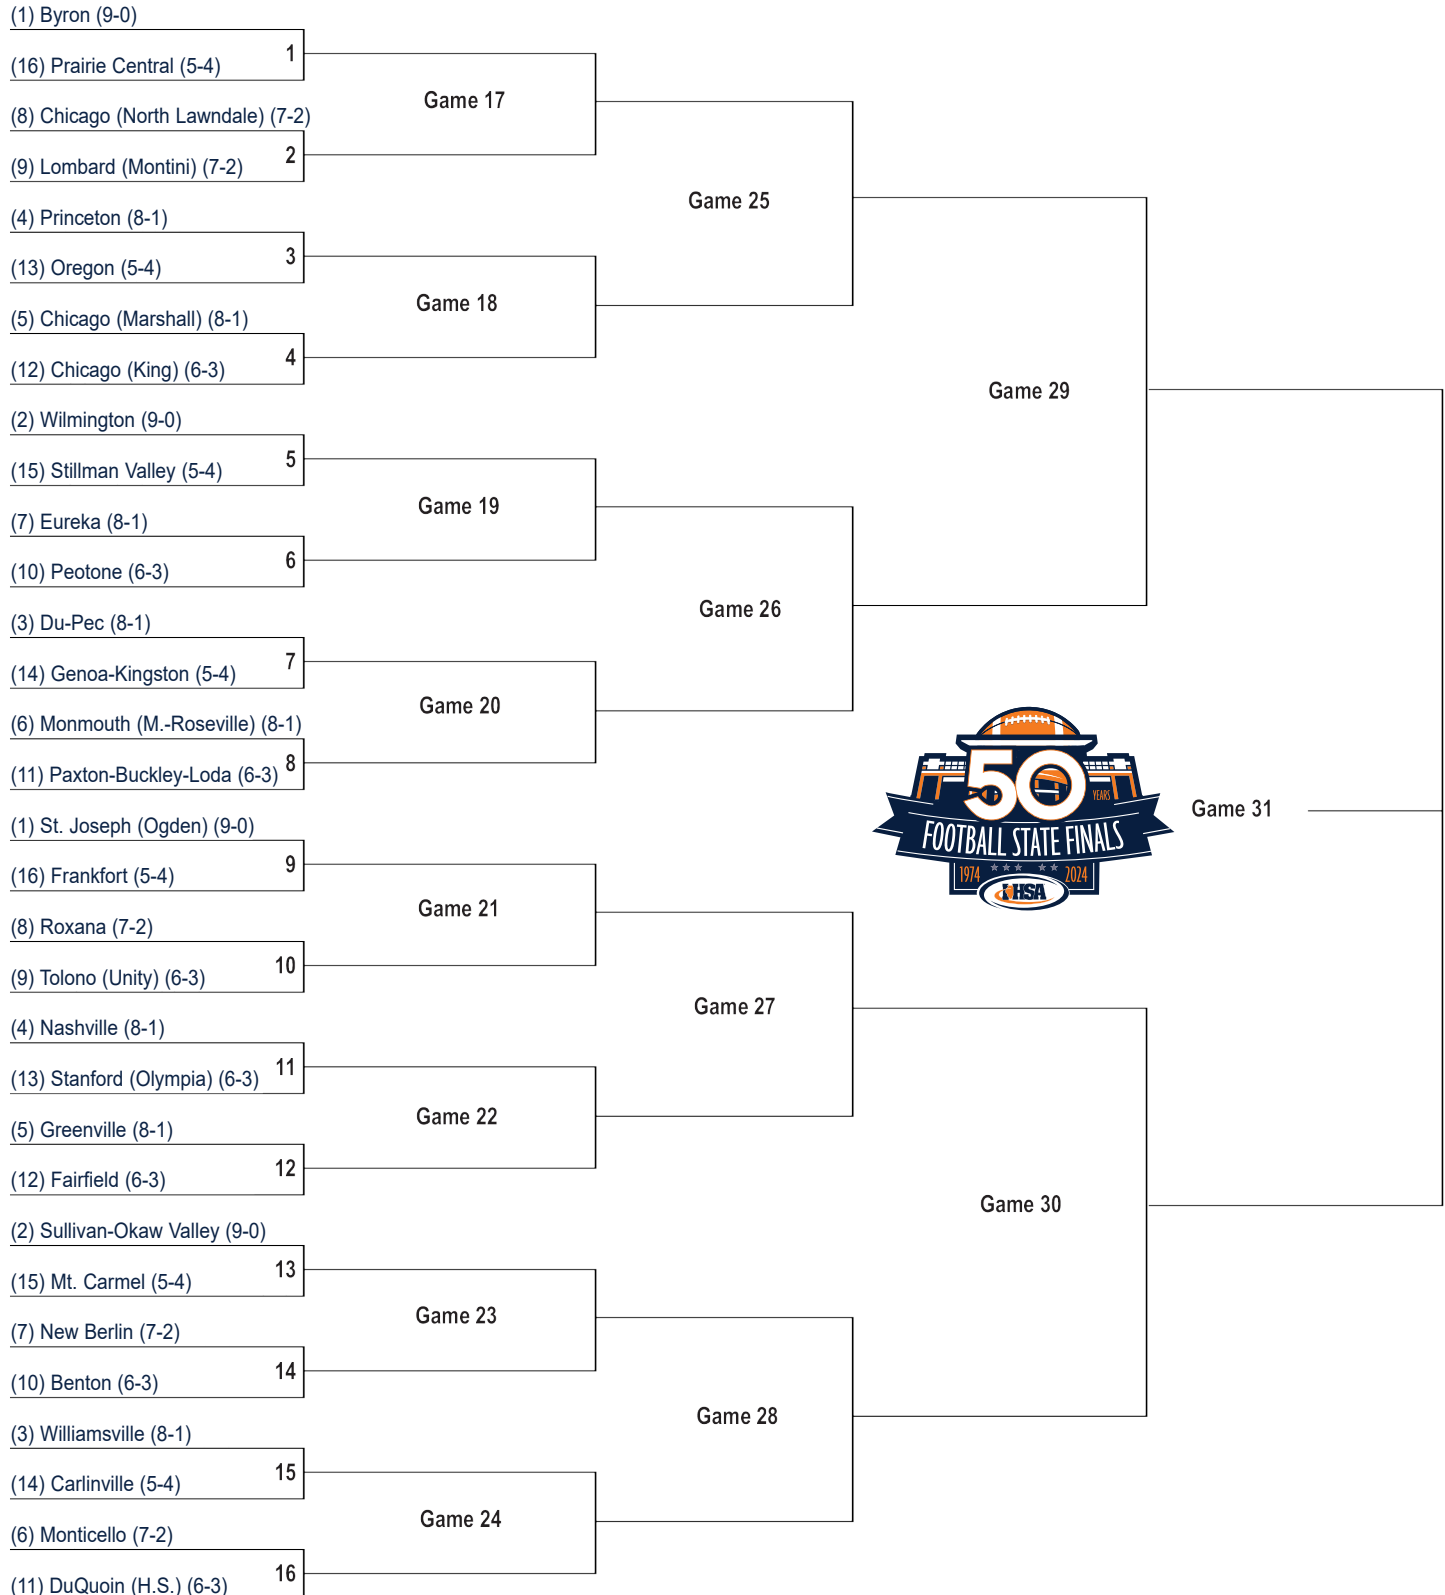 (1) Byron (9-0)
1
(16) Prairie Central (5-4)
Game 17
(8) Chicago (North Lawndale) (7-2)
2
(9) Lombard (Montini) (7-2)
Game 25
(4) Princeton (8-1)
3
(13) Oregon (5-4)
Game 18
(5) Chicago (Marshall) (8-1)
4
(12) Chicago (King) (6-3)
Game 29
(2) Wilmington (9-0)
5
(15) Stillman Valley (5-4)
Game 19
(7) Eureka (8-1)
6
(10) Peotone (6-3)
Game 26
(3) Du-Pec (8-1)
7
(14) Genoa-Kingston (5-4)
Game 20
(6) Monmouth (M.-Roseville) (8-1)
8
(11) Paxton-Buckley-Loda (6-3)
50
YEARS
FOOTBALL STATE FINALS
1974
2024
IHSA
Game 31
(1) St. Joseph (Ogden) (9-0)
9
(16) Frankfort (5-4)
Game 21
(8) Roxana (7-2)
10
(9) Tolono (Unity) (6-3)
Game 27
(4) Nashville (8-1)
11
(13) Stanford (Olympia) (6-3)
Game 22
(5) Greenville (8-1)
12
(12) Fairfield (6-3)
Game 30
(2) Sullivan-Okaw Valley (9-0)
13
(15) Mt. Carmel (5-4)
Game 23
(7) New Berlin (7-2)
14
(10) Benton (6-3)
Game 28
(3) Williamsville (8-1)
15
(14) Carlinville (5-4)
Game 24
(6) Monticello (7-2)
16
(11) DuQuoin (H.S.) (6-3)